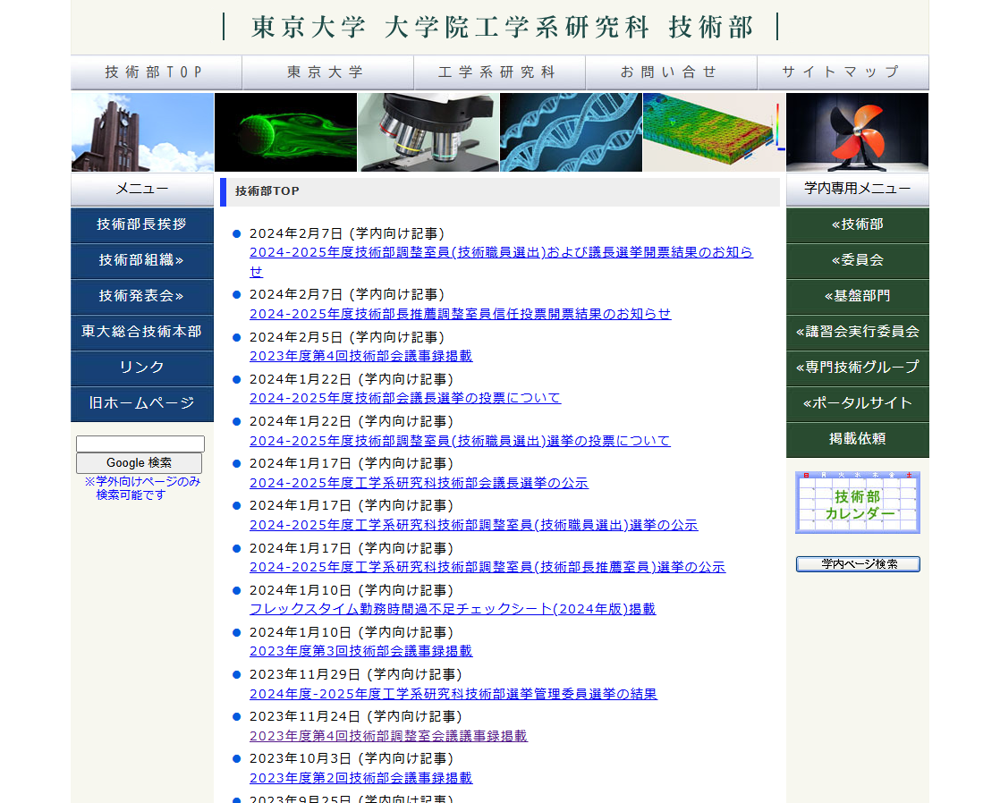 東京大学 大学院工学系研究科 技術部
技術部TOP
東京大学
工学系研究科
お問い合せ
サイトマップ
メニュー
技術部長挨拶
技術部組織»
技術発表会»
東大総合技術本部
リンク
旧ホームページ
Google 検索
※学外向けページのみ
検索可能です
技術部TOP
2024年2月7日 (学内向け記事)
2024-2025年度技術部調整室員(技術職員選出)および議長選挙開票結果のお知ら
せ
2024年2月7日 (学内向け記事)
2024-2025年度技術部長推薦調整室員信任投票開票結果のお知らせ
2024年2月5日 (学内向け記事)
2023年度第4回技術部会議事録掲載
2024年1月22日 (学内向け記事)
2024-2025年度技術部会議長選挙の投票について
2024年1月22日 (学内向け記事)
2024-2025年度技術部調整室員(技術職員選出)選挙の投票について
2024年1月17日 (学内向け記事)
2024-2025年度工学系研究科技術部会議長選挙の公示
2024年1月17日 (学内向け記事)
2024-2025年度工学系研究科技術部調整室員(技術職員選出)選挙の公示
2024年1月17日 (学内向け記事)
2024-2025年度工学系研究科技術部調整室員(技術部長推薦室員)選挙の公示
2024年1月10日 (学内向け記事)
フレックスタイム勤務時間過不足チェックシート(2024年版)掲載
2024年1月10日 (学内向け記事)
2023年度第3回技術部会議事録掲載
2023年11月29日 (学内向け記事)
2024年度-2025年度工学系研究科技術部選挙管理委員選挙の結果
2023年11月24日 (学内向け記事)
2023年度第4回技術部調整室会議議事録掲載
2023年10月3日 (学内向け記事)
2023年度第2回技術部会議事録掲載
2023年9月25日 (学内向け記事)
学内専用メニュー
«技術部
«委員会
«基盤部門
«講習会実行委員会
«専門技術グループ
«ポータルサイト
掲載依頼
日 月 火 水 木 金 土
技術部
カレンダー
学内ページ検索